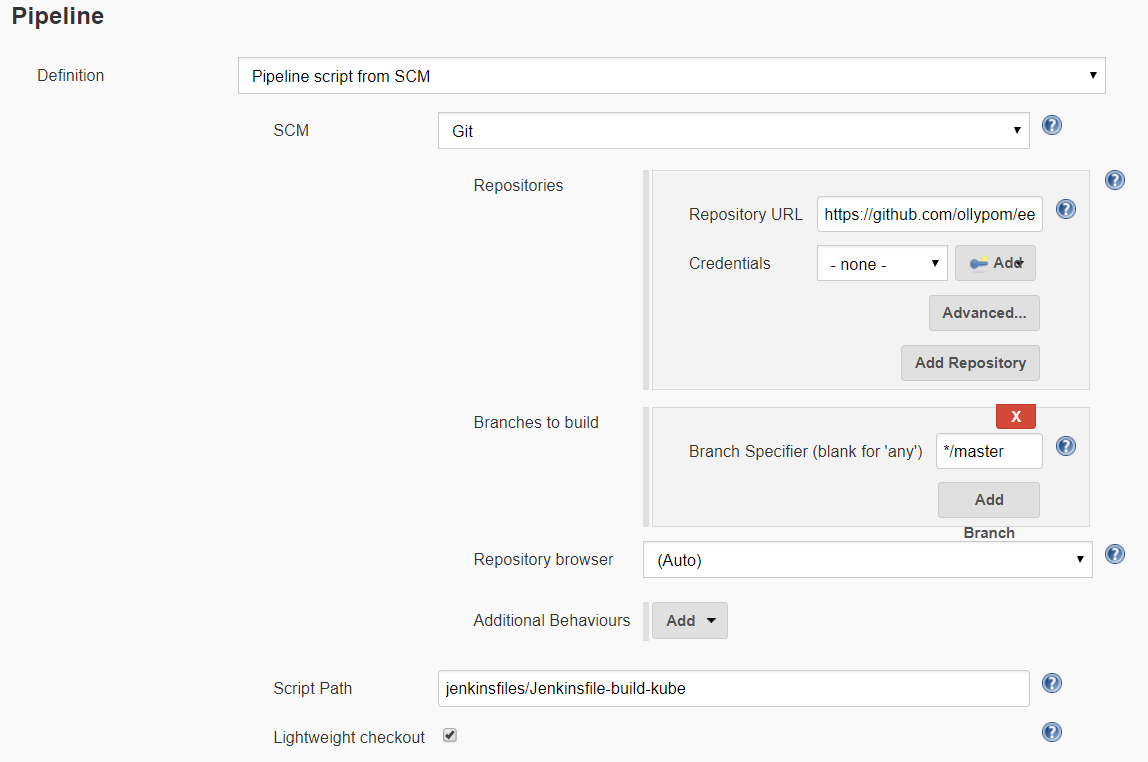 Pipeline
Definition
Pipeline script from SCM
SCM
Git
Repositories
Repository URL
https://github.com/ollypom/ee
Credentials
- none -
Add
Advanced...
Add Repository
Branches to build
X
Branch Specifier (blank for 'any')
*/master
Add
Branch
Repository browser
(Auto)
Additional Behaviours
Add
Script Path
jenkinsfiles/Jenkinsfile-build-kube
Lightweight checkout